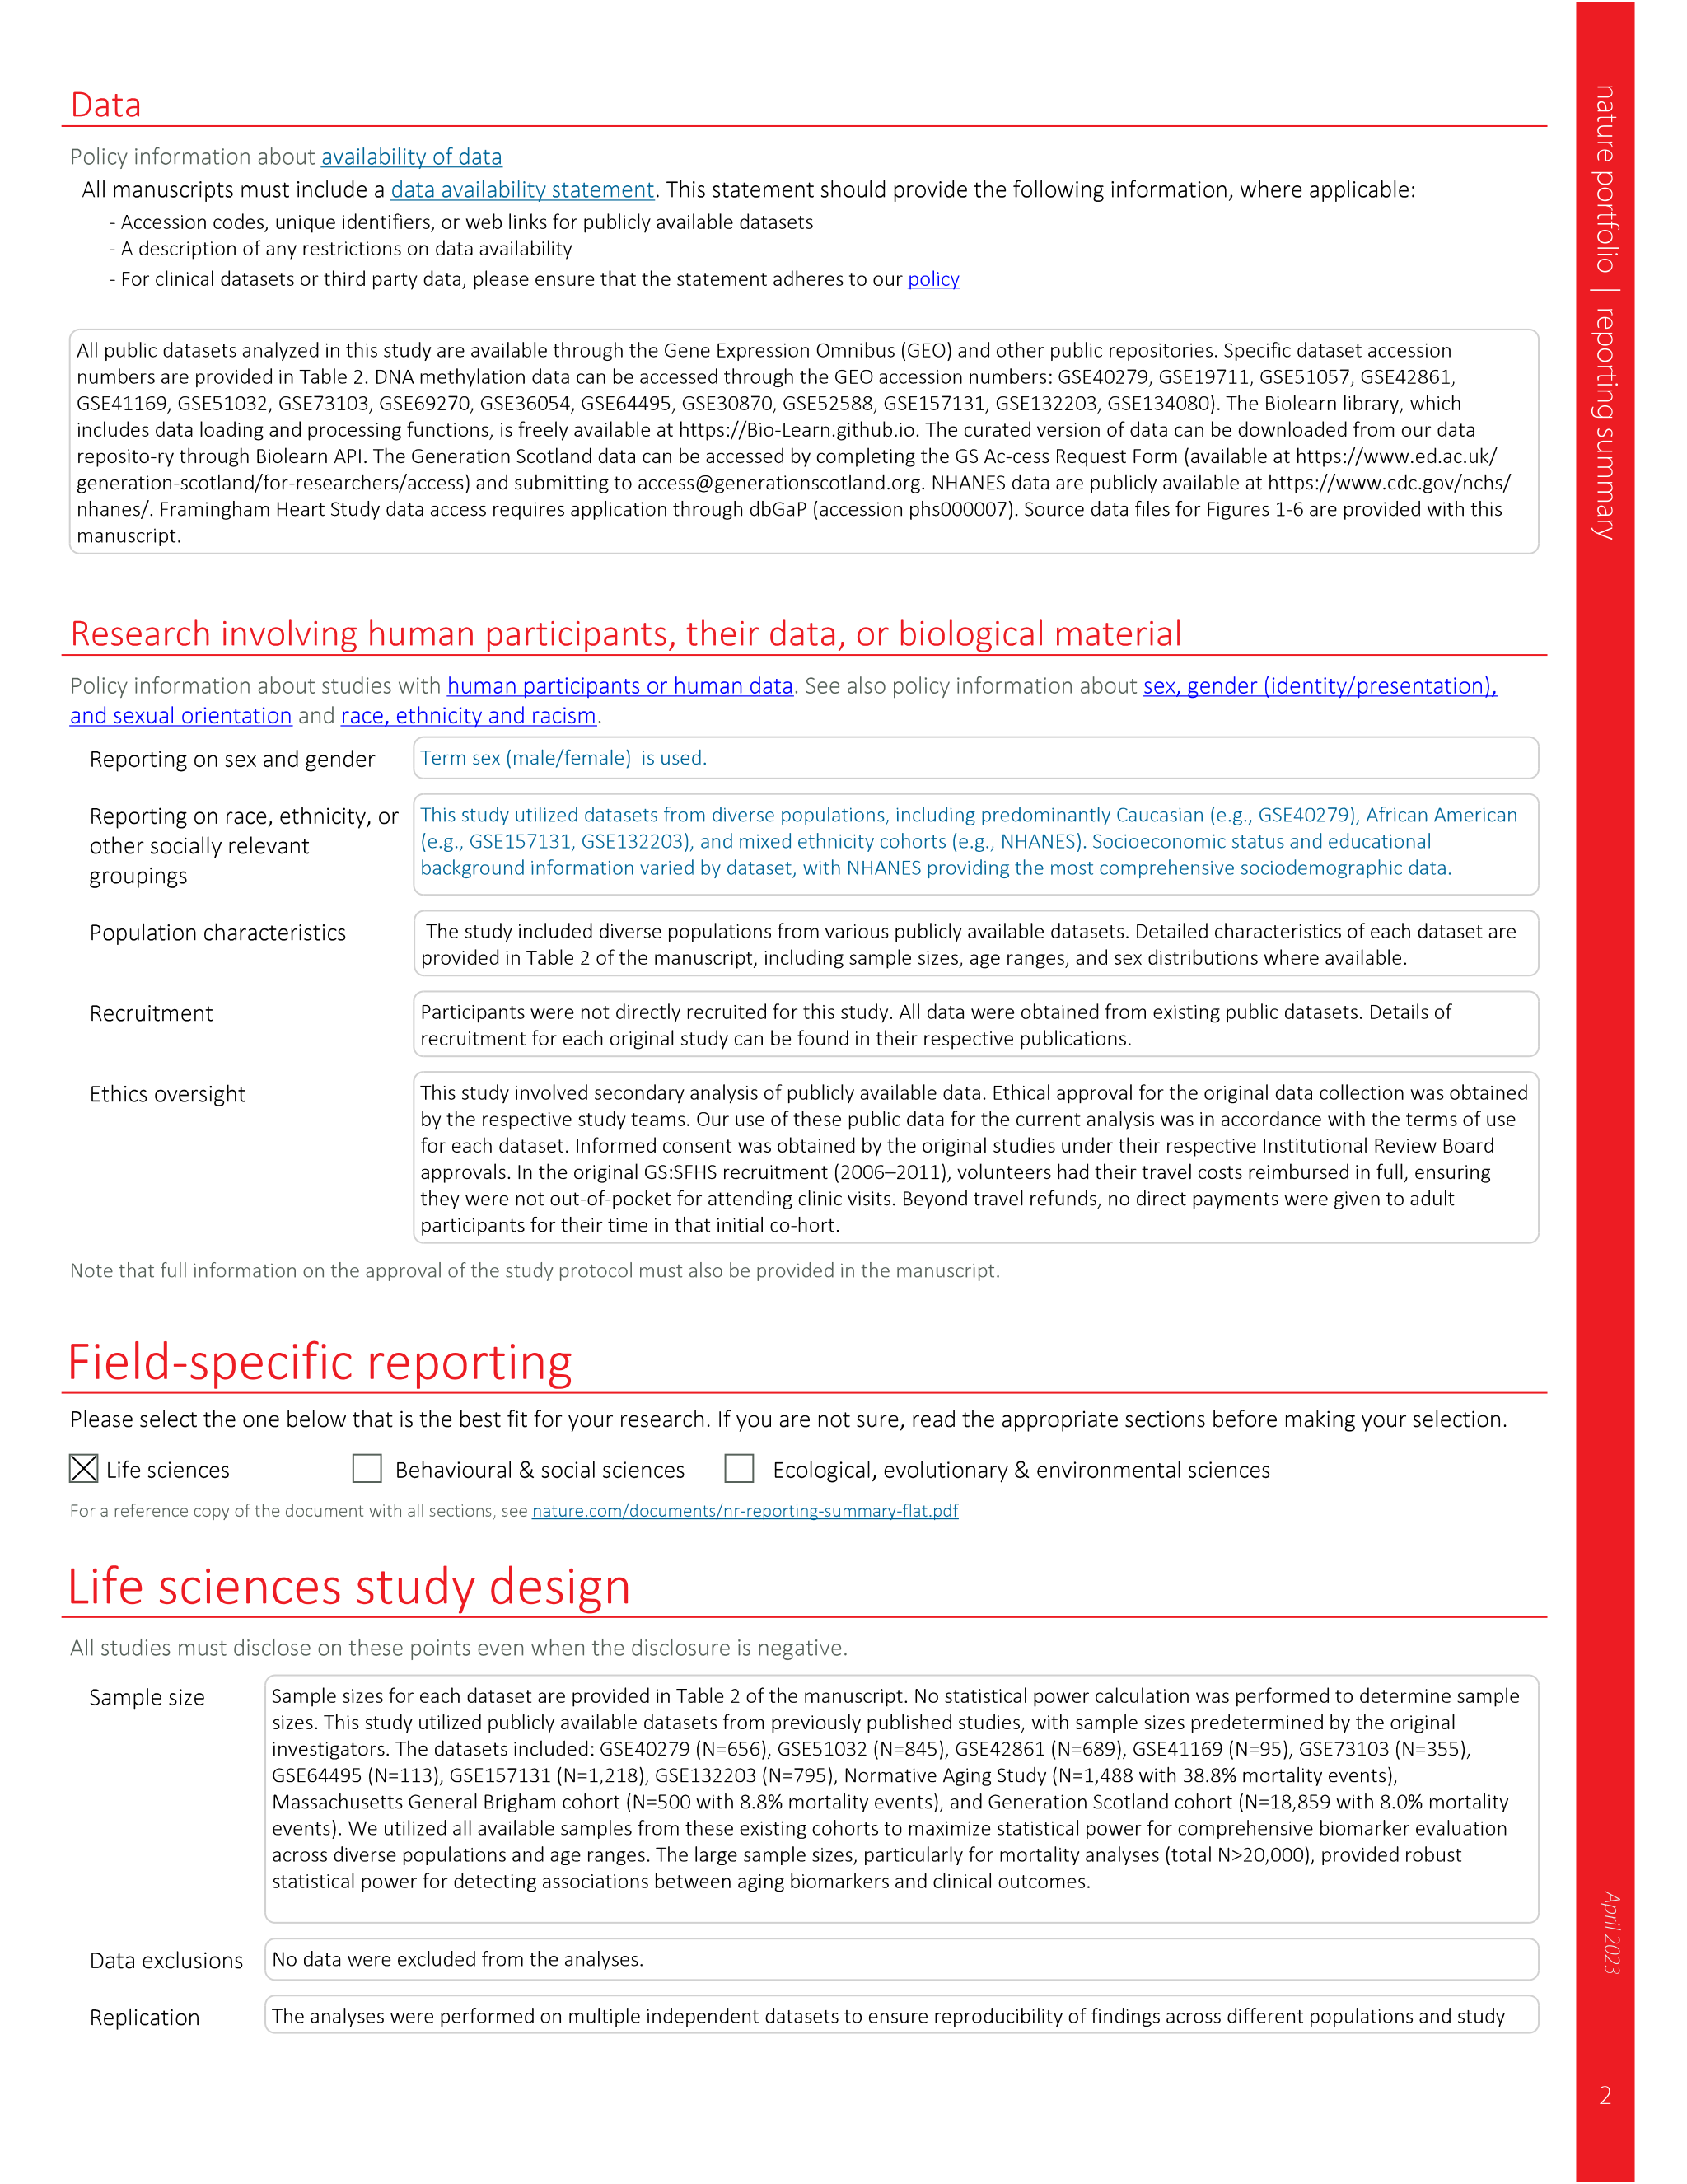 Data
Policy information about availability of data
All manuscripts must include a data availability statement. This statement should provide the following information, where applicable:
- Accession codes, unique identifiers, or web links for publicly available datasets
- A description of any restrictions on data availability
- For clinical datasets or third party data, please ensure that the statement adheres to our policy
All public datasets analyzed in this study are available through the Gene Expression Omnibus (GEO) and other public repositories. Specific dataset accession
numbers are provided in Table 2. DNA methylation data can be accessed through the GEO accession numbers: GSE40279, GSE19711, GSE51057, GSE42861,
GSE41169, GSE51032, GSE73103, GSE69270, GSE36054, GSE64495, GSE30870, GSE52588, GSE157131, GSE132203, GSE134080). The Biolearn library, which
includes data loading and processing functions, is freely available at https://Bio-Learn.github.io. The curated version of data can be downloaded from our data
reposito-ry through Biolearn API. The Generation Scotland data can be accessed by completing the GS Ac-cess Request Form (available at https://www.ed.ac.uk/
generation-scotland/for-researchers/access) and submitting to access@generationscotland.org. NHANES data are publicly available at https://www.cdc.gov/nchs/
nhanes/. Framingham Heart Study data access requires application through dbGaP (accession phs000007). Source data files for Figures 1-6 are provided with this
manuscript.
Research involving human participants, their data, or biological material
Policy information about studies with human participants or human data. See also policy information about sex, gender (identity/presentation),
and sexual orientation and race, ethnicity and racism.
Reporting on sex and gender
Term sex (male/female)  is used.
Reporting on race, ethnicity, or
other socially relevant
groupings
This study utilized datasets from diverse populations, including predominantly Caucasian (e.g., GSE40279), African American
(e.g., GSE157131, GSE132203), and mixed ethnicity cohorts (e.g., NHANES). Socioeconomic status and educational
background information varied by dataset, with NHANES providing the most comprehensive sociodemographic data.
Population characteristics
The study included diverse populations from various publicly available datasets. Detailed characteristics of each dataset are
provided in Table 2 of the manuscript, including sample sizes, age ranges, and sex distributions where available.
Recruitment
Participants were not directly recruited for this study. All data were obtained from existing public datasets. Details of
recruitment for each original study can be found in their respective publications.
Ethics oversight
This study involved secondary analysis of publicly available data. Ethical approval for the original data collection was obtained
by the respective study teams. Our use of these public data for the current analysis was in accordance with the terms of use
for each dataset. Informed consent was obtained by the original studies under their respective Institutional Review Board
approvals. In the original GS:SFHS recruitment (2006–2011), volunteers had their travel costs reimbursed in full, ensuring
they were not out-of-pocket for attending clinic visits. Beyond travel refunds, no direct payments were given to adult
participants for their time in that initial co-hort.
Note that full information on the approval of the study protocol must also be provided in the manuscript.
Field-specific reporting
Please select the one below that is the best fit for your research. If you are not sure, read the appropriate sections before making your selection.
Life sciences
Behavioural & social sciences
Ecological, evolutionary & environmental sciences
For a reference copy of the document with all sections, see nature.com/documents/nr-reporting-summary-flat.pdf
Life sciences study design
All studies must disclose on these points even when the disclosure is negative.
Sample size
Sample sizes for each dataset are provided in Table 2 of the manuscript. No statistical power calculation was performed to determine sample
sizes. This study utilized publicly available datasets from previously published studies, with sample sizes predetermined by the original
investigators. The datasets included: GSE40279 (N=656), GSE51032 (N=845), GSE42861 (N=689), GSE41169 (N=95), GSE73103 (N=355),
GSE64495 (N=113), GSE157131 (N=1,218), GSE132203 (N=795), Normative Aging Study (N=1,488 with 38.8% mortality events),
Massachusetts General Brigham cohort (N=500 with 8.8% mortality events), and Generation Scotland cohort (N=18,859 with 8.0% mortality
events). We utilized all available samples from these existing cohorts to maximize statistical power for comprehensive biomarker evaluation
across diverse populations and age ranges. The large sample sizes, particularly for mortality analyses (total N>20,000), provided robust
statistical power for detecting associations between aging biomarkers and clinical outcomes.
Data exclusions
No data were excluded from the analyses.
Replication
The analyses were performed on multiple independent datasets to ensure reproducibility of findings across different populations and study
nature portfolio | reporting summary
April 2023
2